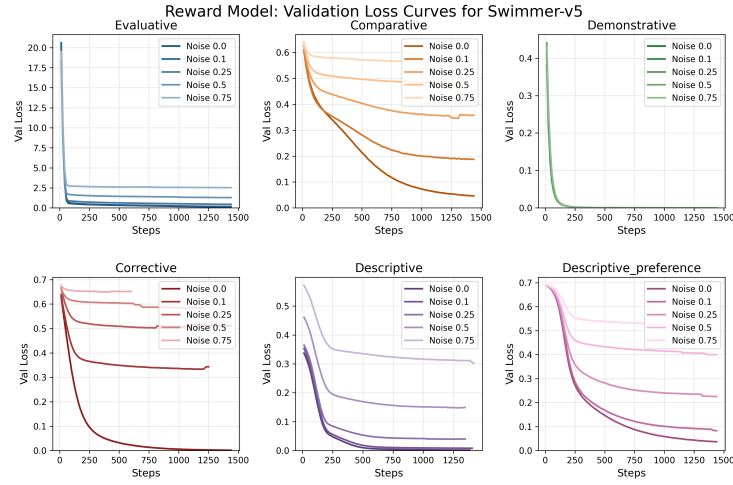 Reward Model: Validation Loss Curves for Swimmer-v5
Evaluative
Val Loss
20.0
17.5
15.0
12.5
10.0
7.5
5.0
2.5
0.0
0
250
500
750
1000
1250
1500
Steps
Noise 0.0
Noise 0.1
Noise 0.25
Noise 0.5
Noise 0.75
Comparative
Val Loss
0.6
0.5
0.4
0.3
0.2
0.1
0.0
0
250
500
750
1000
1250
1500
Steps
Noise 0.0
Noise 0.1
Noise 0.25
Noise 0.5
Noise 0.75
Demonstrative
Val Loss
0.4
0.3
0.2
0.1
0.0
0
250
500
750
1000
1250
1500
Steps
Noise 0.0
Noise 0.1
Noise 0.25
Noise 0.5
Noise 0.75
Corrective
Val Loss
0.7
0.6
0.5
0.4
0.3
0.2
0.1
0.0
0
250
500
750
1000
1250
1500
Steps
Noise 0.0
Noise 0.1
Noise 0.25
Noise 0.5
Noise 0.75
Descriptive
Val Loss
0.5
0.4
0.3
0.2
0.1
0.0
0
250
500
750
1000
1250
1500
Steps
Noise 0.0
Noise 0.1
Noise 0.25
Noise 0.5
Noise 0.75
Descriptive_preference
Val Loss
0.7
0.6
0.5
0.4
0.3
0.2
0.1
0.0
0
250
500
750
1000
1250
1500
Steps
Noise 0.0
Noise 0.1
Noise 0.25
Noise 0.5
Noise 0.75